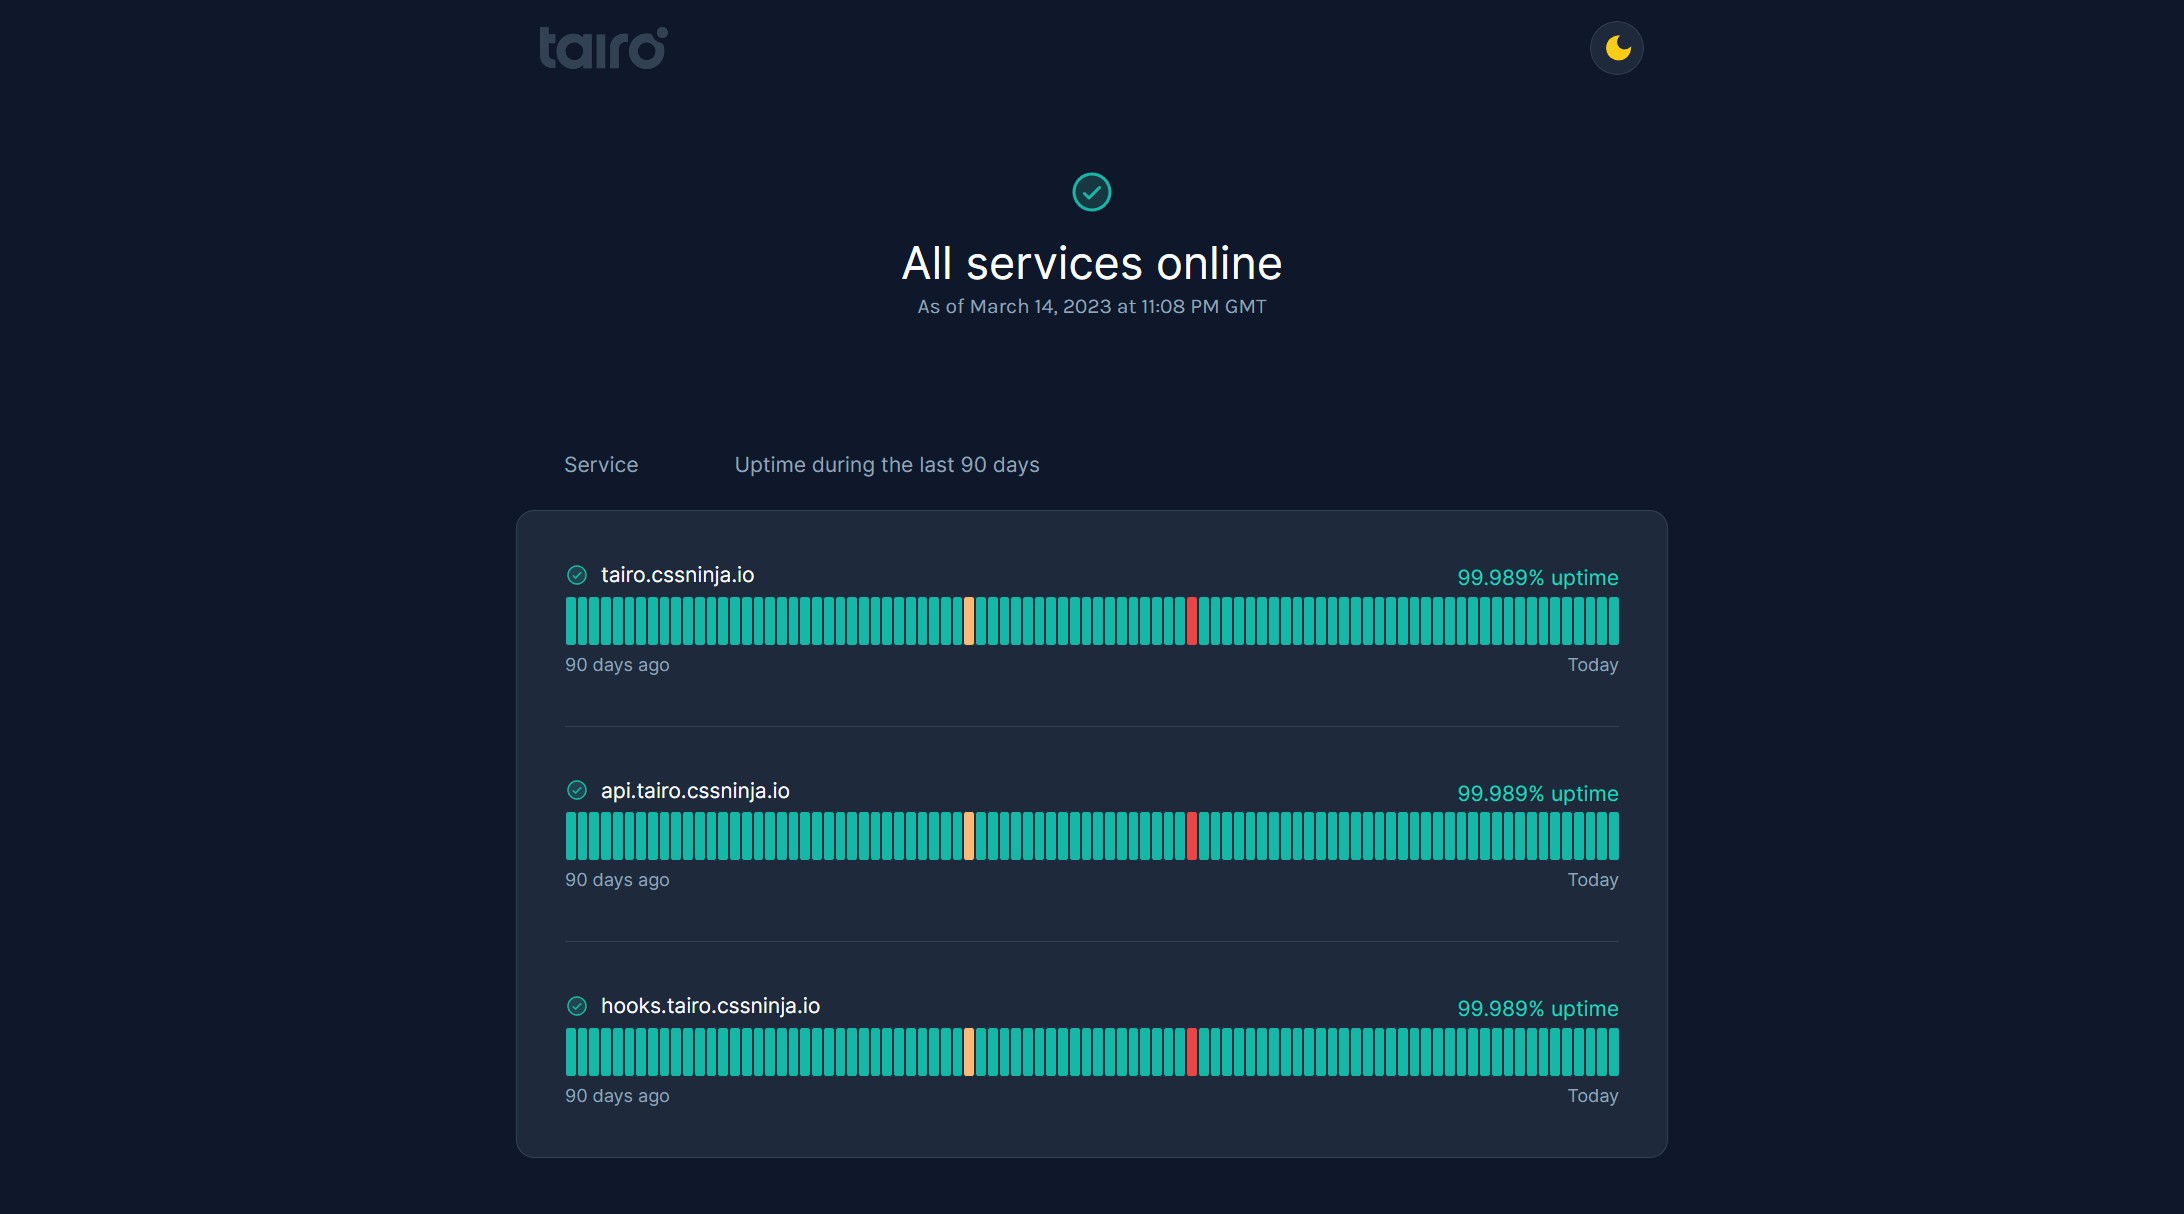 tairo
All services online
As of March 14, 2023 at 11:08 PM GMT
Service Uptime during the last 90 days
tairo.cssninja.io 99.989% uptime
90 days ago Today
api.tairo.cssninja.io 99.989% uptime
90 days ago Today
hooks.tairo.cssninja.io 99.989% uptime
90 days ago Today